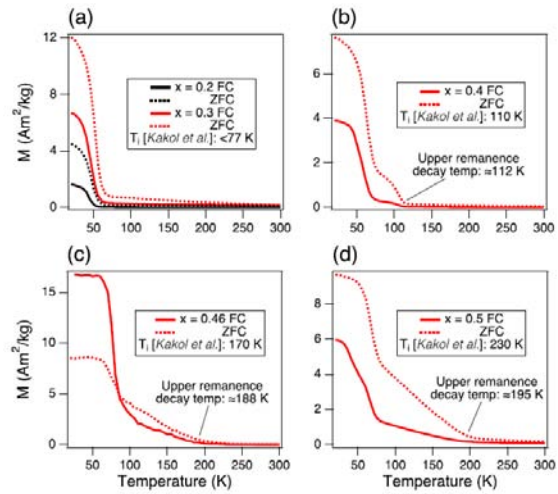 (a)
12
8
4
0
M (Am²/kg)
x = 0.2 FC
ZFC
x = 0.3 FC
ZFC
Tᵢ [Kakol et al.]: <77 K
50 100 150 200 250 300
(b)
6
4
2
0
x = 0.4 FC
ZFC
Tᵢ [Kakol et al.]: 110 K
Upper remanence
decay temp: ≈112 K
50 100 150 200 250 300
(c)
15
10
5
0
M (Am²/kg)
x = 0.46 FC
ZFC
Tᵢ [Kakol et al.]: 170 K
Upper remanence
decay temp: ≈188 K
50 100 150 200 250 300
Temperature (K)
(d)
8
6
4
2
0
x = 0.5 FC
ZFC
Tᵢ [Kakol et al.]: 230 K
Upper remanence
decay temp: ≈195 K
50 100 150 200 250 300
Temperature (K)